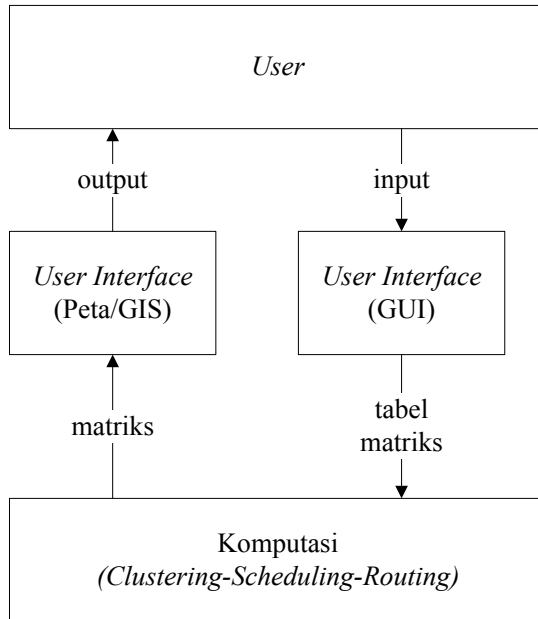 User
output
input
User Interface
(Peta/GIS)
User Interface
(GUI)
matriks
tabel
matriks
Komputasi
(Clustering-Scheduling-Routing)